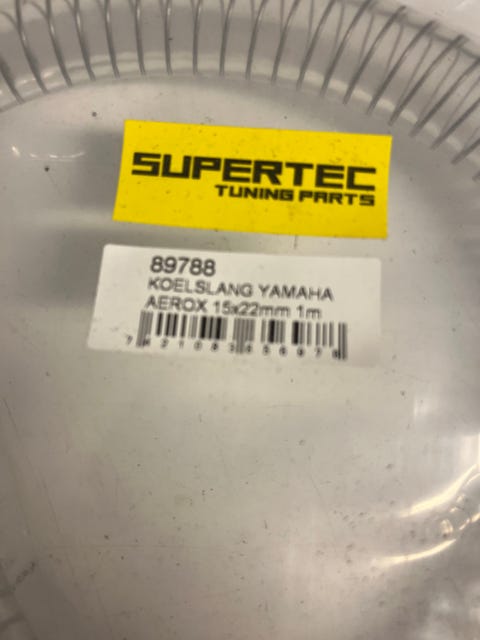 SUPERTEC
TUNING PARTS
89788
KOELSLANG YAMAHA
AEROX 15x22mm 1m